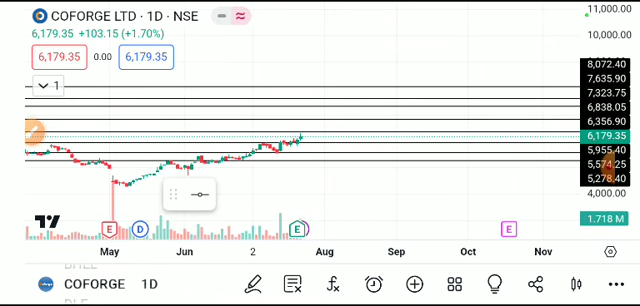 COFORGE LTD · 1D · NSE
6,179.35 +103.15 (+1.70%)
6,179.35 0.00 6,179.35
1
11,000.00
10,000.00
8,072.40
7,635.90
7,323.75
6,838.05
6,356.90
6,179.35
5,955.40
5,574.25
5,278.40
4,000.00
1.718 M
E D E E
May Jun 2 Aug Sep Oct Nov
COFORGE 1D